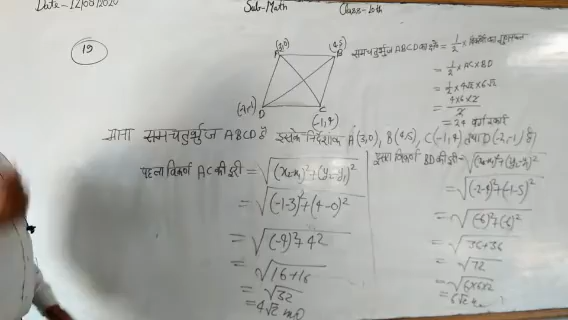 Date-12/08/2020 Sub-Math Class-10th
19
A (3,0) B (4,5)
D (-2,-1) C (-1,4)
समचतुर्भुज ABCD का क्षे० = 1/2 × विकर्णों का गुणनफल
= 1/2 × AC × BD
= 1/2 × 4√2 × 6√2
= 4×6×2/2
= 24 वर्ग मात्रक
माना समचतुर्भुज ABCD है इसके निर्देशांक A(3,0), B(4,5), C(-1,4) तथा D(-2,-1) है।
पहला विकर्ण AC की दूरी = √(x₂-x₁)²+(y₂-y₁)²
= √(-1-3)²+(4-0)²
= √(-4)²+4²
= √16+16
= √32
= 4√2
दूसरा विकर्ण BD की दूरी = √(x₂-x₁)²+(y₂-y₁)²
= √(-2-4)²+(-1-5)²
= √(-6)²+(-6)²
= √36+36
= √72
= √6×6×2
= 6√2